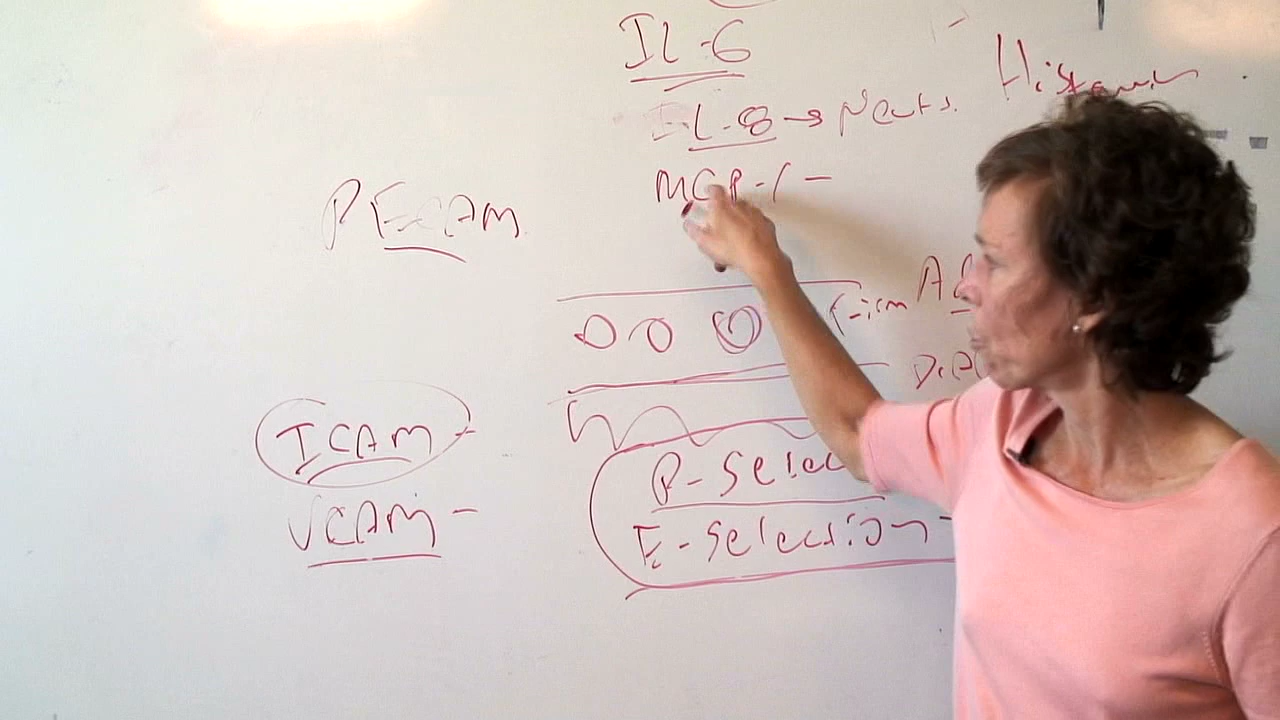 IL-6
IL-8 → Neuts.
MCP-1 -
PECAM
ICAM -
VCAM -
P-Selec
E-Selection -